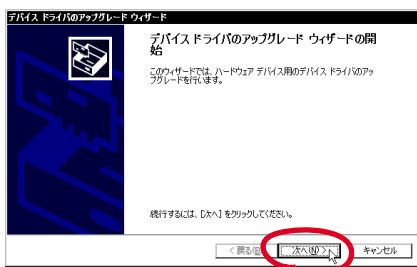 デバイス ドライバのアップグレード ウィザード
デバイス ドライバのアップグレード ウィザードの開
始
このウィザードでは、ハードウェア デバイス用のデバイス ドライバのアッ
プグレードを行います。
続行するには、[次へ] をクリックしてください。
< 戻る(B)
次へ(N) >
キャンセル